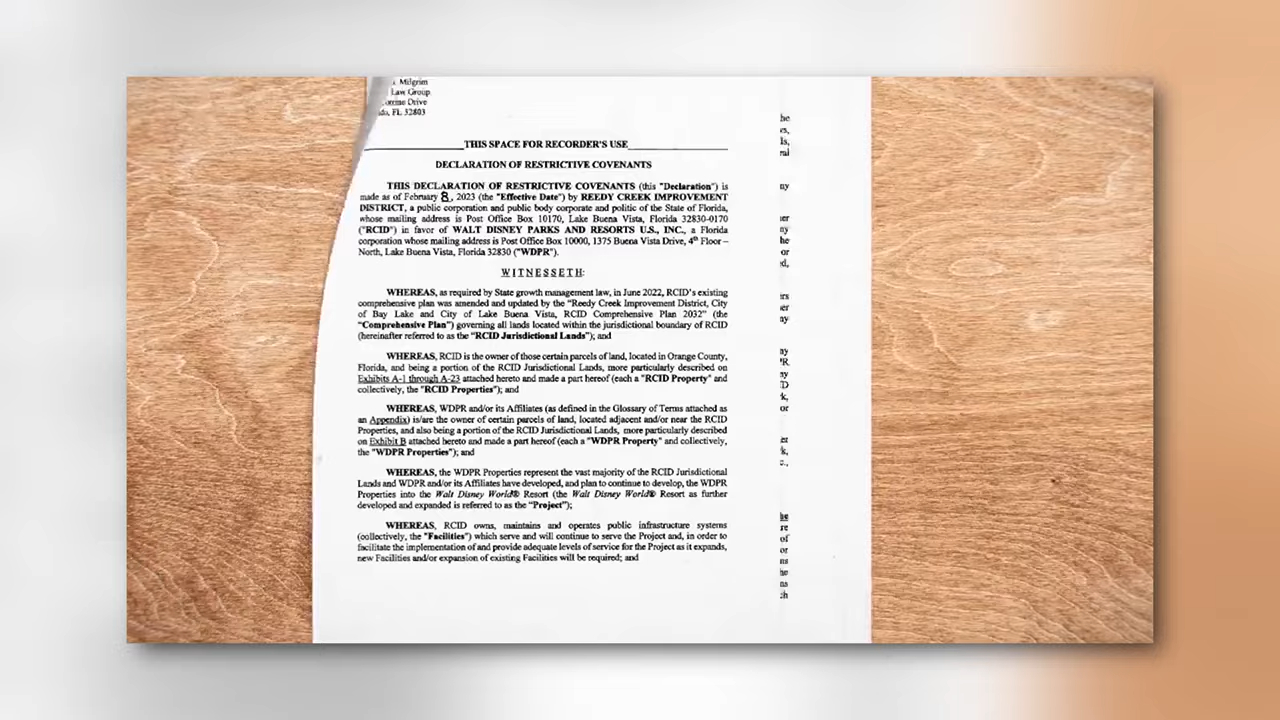 Milgrim
Law Group
Drive
FL 32803
THIS SPACE FOR RECORDER'S USE
DECLARATION OF RESTRICTIVE COVENANTS
THIS DECLARATION OF RESTRICTIVE COVENANTS (this "Declaration") is
made as of February 8, 2023 (the "Effective Date") by REEDY CREEK IMPROVEMENT
DISTRICT, a public corporation and public body corporate and politic of the State of Florida,
whose mailing address is Post Office Box 10170, Lake Buena Vista, Florida 32830-0170
("RCID") in favor of WALT DISNEY PARKS AND RESORTS U.S., INC., a Florida
corporation whose mailing address is Post Office Box 10000, 1375 Buena Vista Drive, 4th Floor –
North, Lake Buena Vista, Florida 32830 ("WDPR").
WITNESSETH:
WHEREAS, as required by State growth management law, in June 2022, RCID's existing
comprehensive plan was amended and updated by the "Reedy Creek Improvement District, City
of Bay Lake and City of Lake Buena Vista, RCID Comprehensive Plan 2032" (the
"Comprehensive Plan") governing all lands located within the jurisdictional boundary of RCID
(hereinafter referred to as the "RCID Jurisdictional Lands"); and
WHEREAS, RCID is the owner of those certain parcels of land, located in Orange County,
Florida, and being a portion of the RCID Jurisdictional Lands, more particularly described on
Exhibits A-1 through A-23 attached hereto and made a part hereof (each a "RCID Property" and
collectively, the "RCID Properties"); and
WHEREAS, WDPR and/or its Affiliates (as defined in the Glossary of Terms attached as
an Appendix) is/are the owner of certain parcels of land, located adjacent and/or near the RCID
Properties, and also being a portion of the RCID Jurisdictional Lands, more particularly described
on Exhibit B attached hereto and made a part hereof (each a "WDPR Property" and collectively,
the "WDPR Properties"); and
WHEREAS, the WDPR Properties represent the vast majority of the RCID Jurisdictional
Lands and WDPR and/or its Affiliates have developed, and plan to continue to develop, the WDPR
Properties into the Walt Disney World® Resort (the Walt Disney World® Resort as further
developed and expanded is referred to as the "Project");
WHEREAS, RCID owns, maintains and operates public infrastructure systems
(collectively, the "Facilities") which serve and will continue to serve the Project and, in order to
facilitate the implementation of and provide adequate levels of service for the Project as it expands,
new Facilities and/or expansion of existing Facilities will be required; and